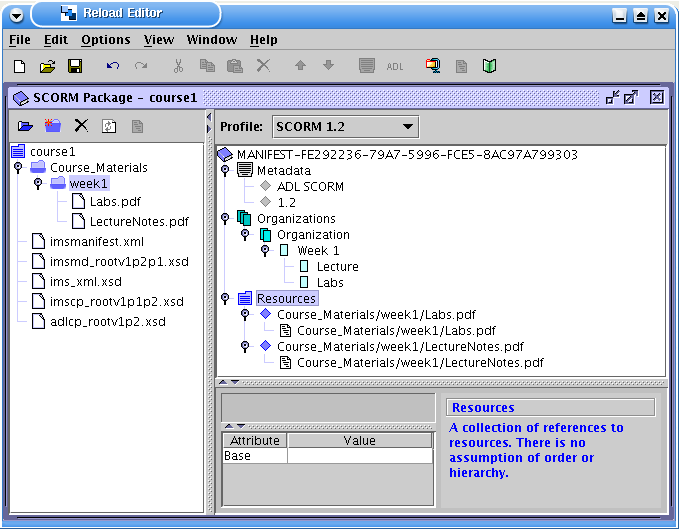 Reload Editor
File Edit Options View Window Help
ADL
SCORM Package - course1
Profile: SCORM 1.2
course1
Course_Materials
week1
Labs.pdf
LectureNotes.pdf
imsmanifest.xml
imsmd_rootv1p2p1.xsd
ims_xml.xsd
imscp_rootv1p1p2.xsd
adlcp_rootv1p2.xsd
MANIFEST-FE292236-79A7-5996-FCE5-8AC97A799303
Metadata
ADL SCORM
1.2
Organizations
Organization
Week 1
Lecture
Labs
Resources
Course_Materials/week1/Labs.pdf
Course_Materials/week1/Labs.pdf
Course_Materials/week1/LectureNotes.pdf
Course_Materials/week1/LectureNotes.pdf
Attribute Value
Base
Resources
A collection of references to
resources. There is no
assumption of order or
hierarchy.